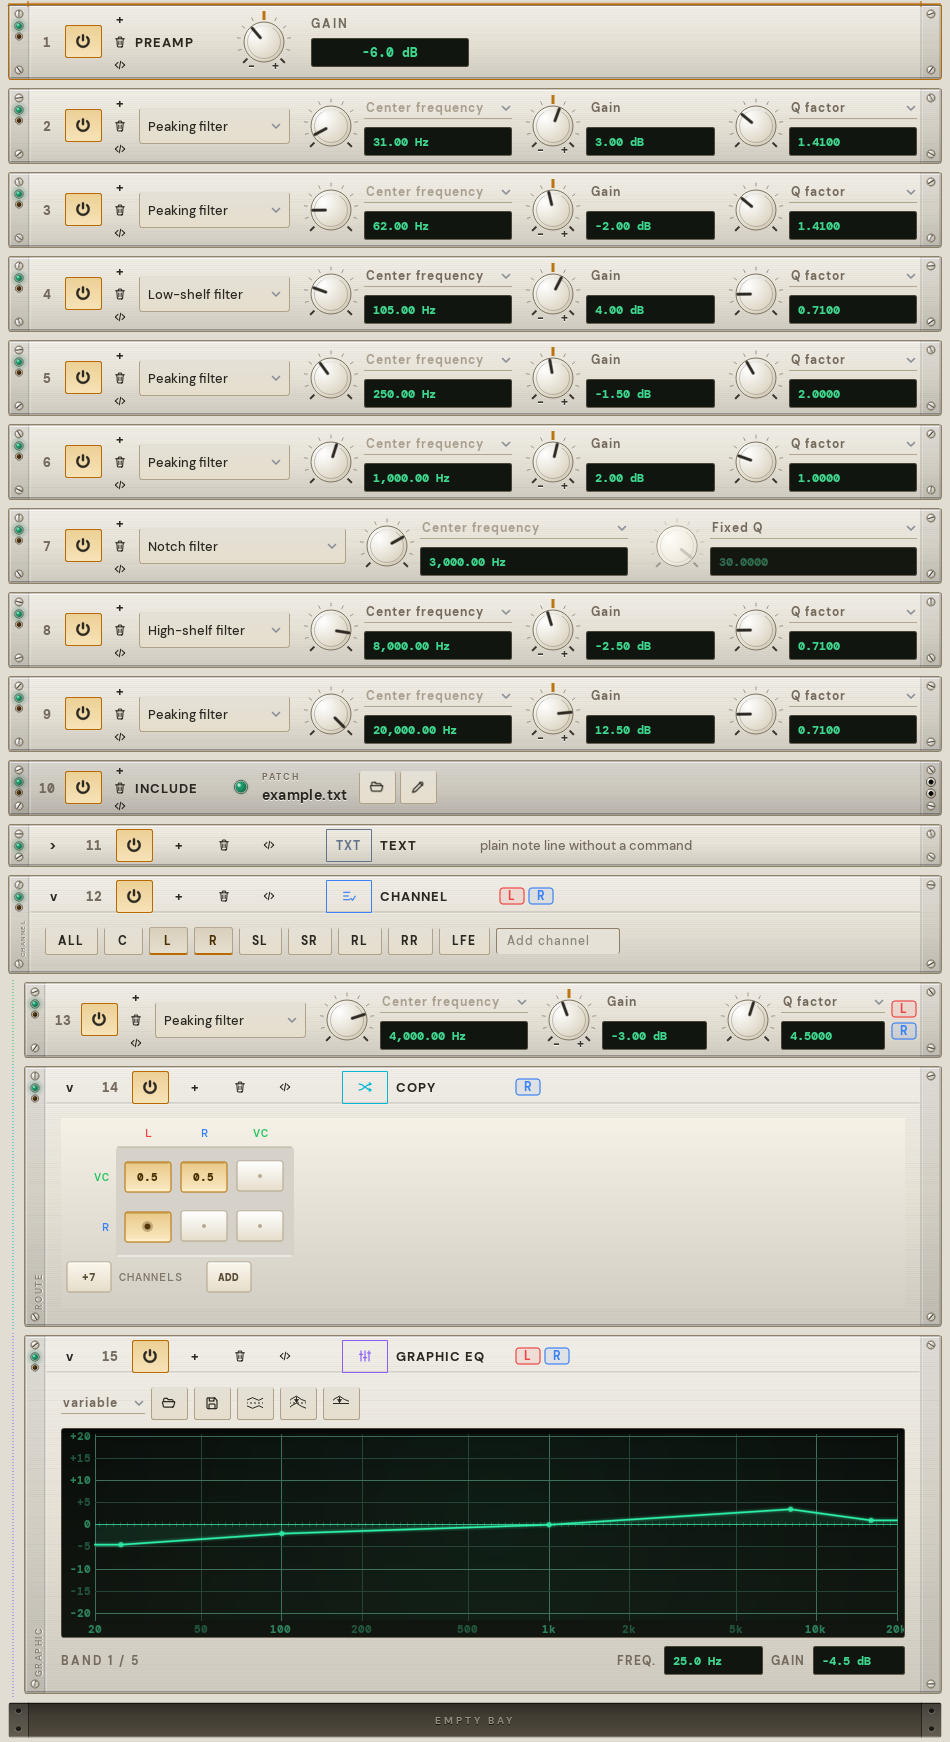 1 PREAMP GAIN
- + -6.0 dB
2 Peaking filter Center frequency Gain Q factor
31.00 Hz - + 3.00 dB 1.4100
3 Peaking filter Center frequency Gain Q factor
62.00 Hz - + -2.00 dB 1.4100
4 Low-shelf filter Center frequency Gain Q factor
105.00 Hz - + 4.00 dB 0.7100
5 Peaking filter Center frequency Gain Q factor
250.00 Hz - + -1.50 dB 2.0000
6 Peaking filter Center frequency Gain Q factor
1,000.00 Hz - + 2.00 dB 1.0000
7 Notch filter Center frequency Fixed Q
3,000.00 Hz 30.0000
8 High-shelf filter Center frequency Gain Q factor
8,000.00 Hz - + -2.50 dB 0.7100
9 Peaking filter Center frequency Gain Q factor
20,000.00 Hz - + 12.50 dB 0.7100
10 INCLUDE PATCH
example.txt
11 TXT TEXT plain note line without a command
12 CHANNEL L R
CHANNEL
ALL C L R SL SR RL RR LFE Add channel
13 Peaking filter Center frequency Gain Q factor L
4,000.00 Hz - + -3.00 dB 4.5000 R
14 COPY R
L R VC
VC 0.5 0.5
R
+7 CHANNELS ADD
ROUTE
15 GRAPHIC EQ L R
variable
+20
+15
+10
+5
0
-5
-10
-15
-20
20 50 100 200 500 1k 2k 5k 10k 20k
GRAPHIC
BAND 1 / 5 FREQ. 25.0 Hz GAIN -4.5 dB
EMPTY BAY